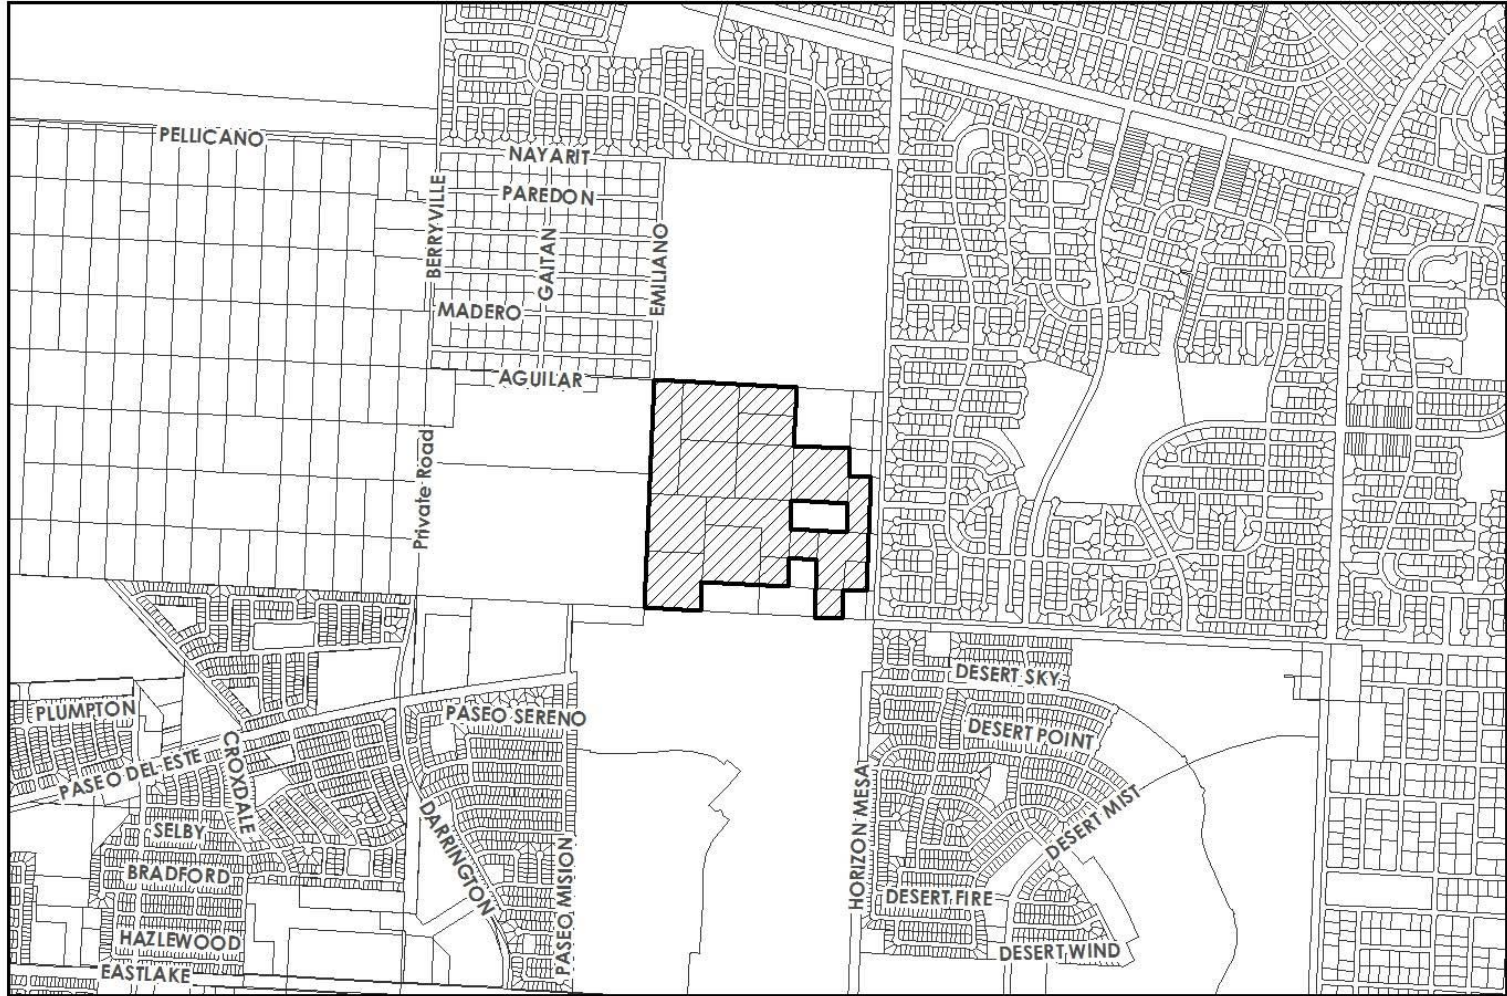 PELLICANO
NAYARIT
PAREDON
BERRYVILLE
GAITAN
EMILIANO
MADERO
AGUILAR
Private Road
DESERT SKY
PLUMPTON
PASEO SERENO
DESERT POINT
PASEO DEL ESTE
CROXDALE
HORIZON MESA
DESERT MIST
SELBY
DARRINGTON
BRADFORD
PASEO MISION
DESERT FIRE
HAZLEWOOD
DESERT WIND
EASTLAKE